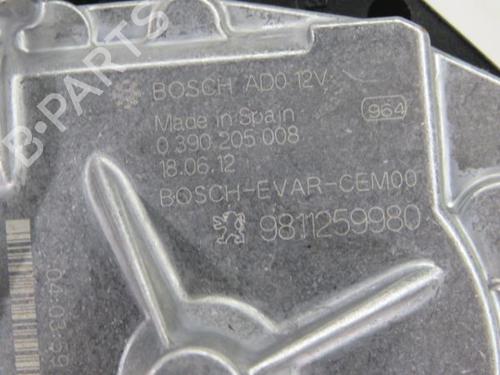 BOSCH AD0 12V
Made in Spain
964
0 390 205 008
18.06.12
BOSCH-EVAR-CEM00
9811259980
B-PARTS